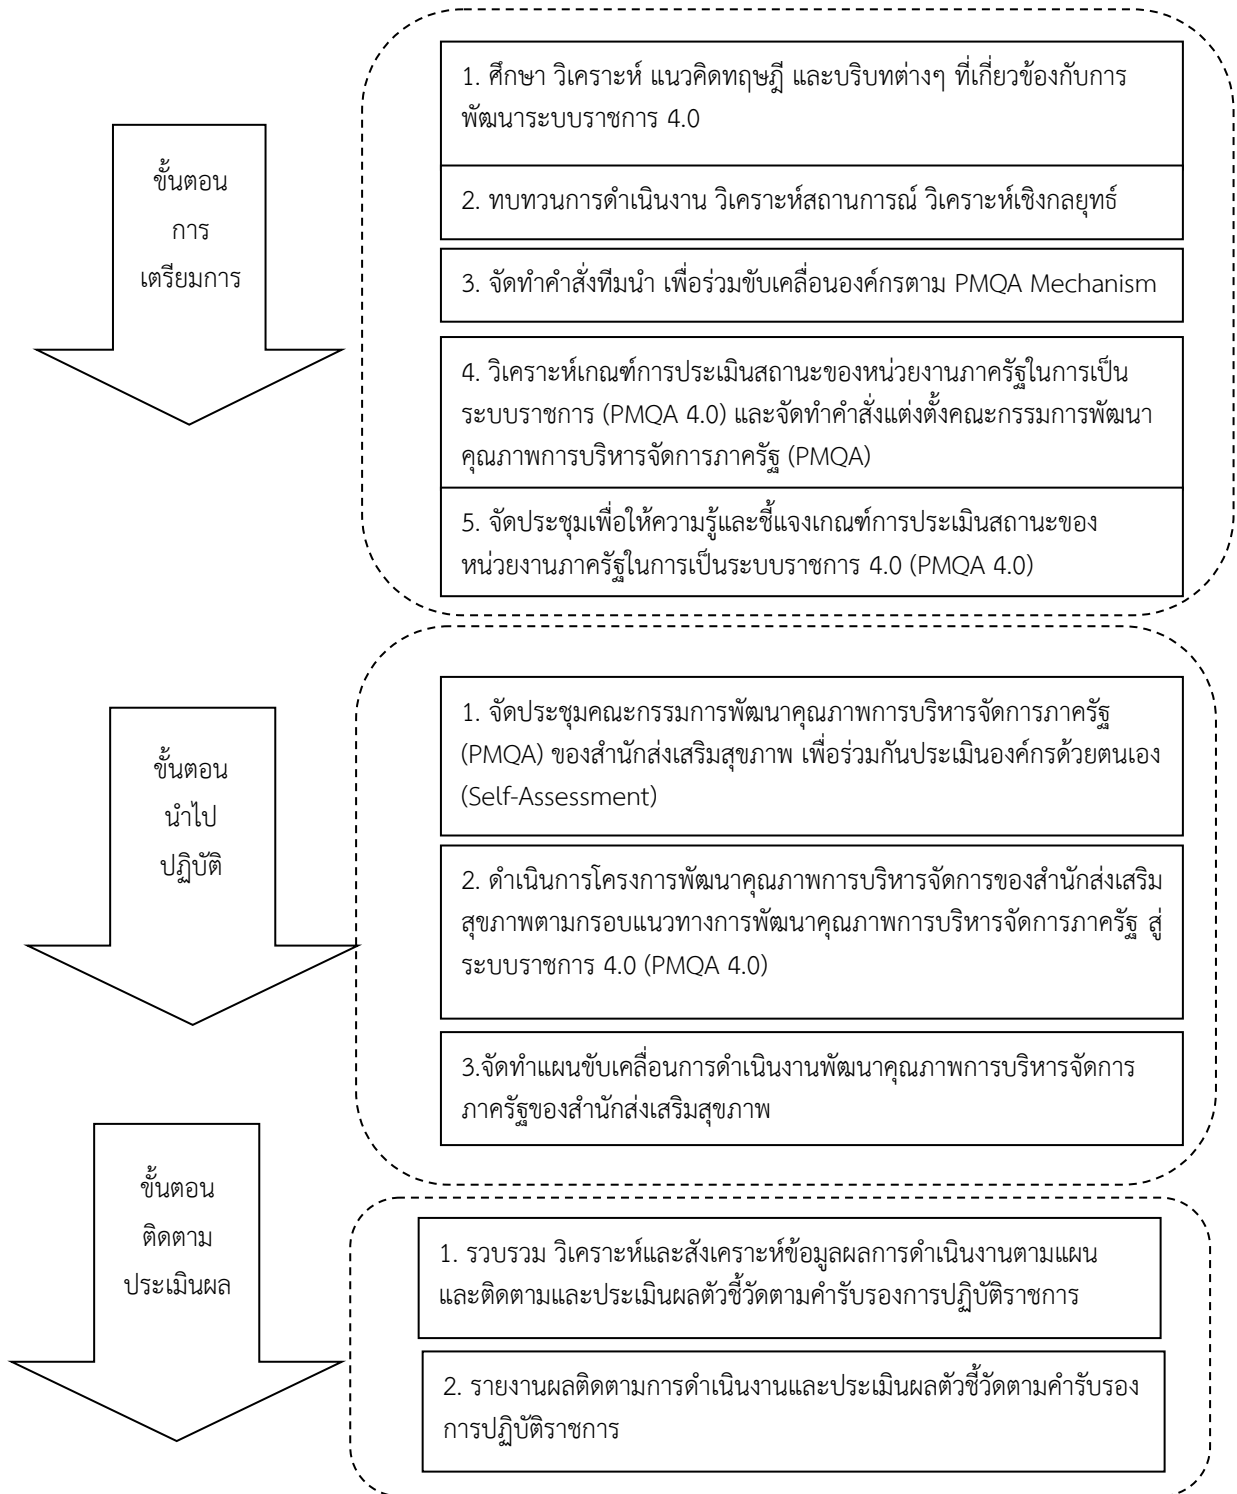 ขั้นตอน
การ
เตรียมการ
1. ศึกษา วิเคราะห์ แนวคิดทฤษฎี และบริบทต่างๆ ที่เกี่ยวข้องกับการ
พัฒนาระบบราชการ 4.0
2. ทบทวนการดำเนินงาน วิเคราะห์สถานการณ์ วิเคราะห์เชิงกลยุทธ์
3. จัดทำคำสั่งทีมนำ เพื่อร่วมขับเคลื่อนองค์กรตาม PMQA Mechanism
4. วิเคราะห์เกณฑ์การประเมินสถานะของหน่วยงานภาครัฐในการเป็น
ระบบราชการ (PMQA 4.0) และจัดทำคำสั่งแต่งตั้งคณะกรรมการพัฒนา
คุณภาพการบริหารจัดการภาครัฐ (PMQA)
5. จัดประชุมเพื่อให้ความรู้และชี้แจงเกณฑ์การประเมินสถานะของ
หน่วยงานภาครัฐในการเป็นระบบราชการ 4.0 (PMQA 4.0)
ขั้นตอน
นำไป
ปฏิบัติ
1. จัดประชุมคณะกรรมการพัฒนาคุณภาพการบริหารจัดการภาครัฐ
(PMQA) ของสำนักส่งเสริมสุขภาพ เพื่อร่วมกันประเมินองค์กรด้วยตนเอง
(Self-Assessment)
2. ดำเนินการโครงการพัฒนาคุณภาพการบริหารจัดการของสำนักส่งเสริม
สุขภาพตามกรอบแนวทางการพัฒนาคุณภาพการบริหารจัดการภาครัฐ สู่
ระบบราชการ 4.0 (PMQA 4.0)
3.จัดทำแผนขับเคลื่อนการดำเนินงานพัฒนาคุณภาพการบริหารจัดการ
ภาครัฐของสำนักส่งเสริมสุขภาพ
ขั้นตอน
ติดตาม
ประเมินผล
1. รวบรวม วิเคราะห์และสังเคราะห์ข้อมูลผลการดำเนินงานตามแผน
และติดตามและประเมินผลตัวชี้วัดตามคำรับรองการปฏิบัติราชการ
2. รายงานผลติดตามการดำเนินงานและประเมินผลตัวชี้วัดตามคำรับรอง
การปฏิบัติราชการ